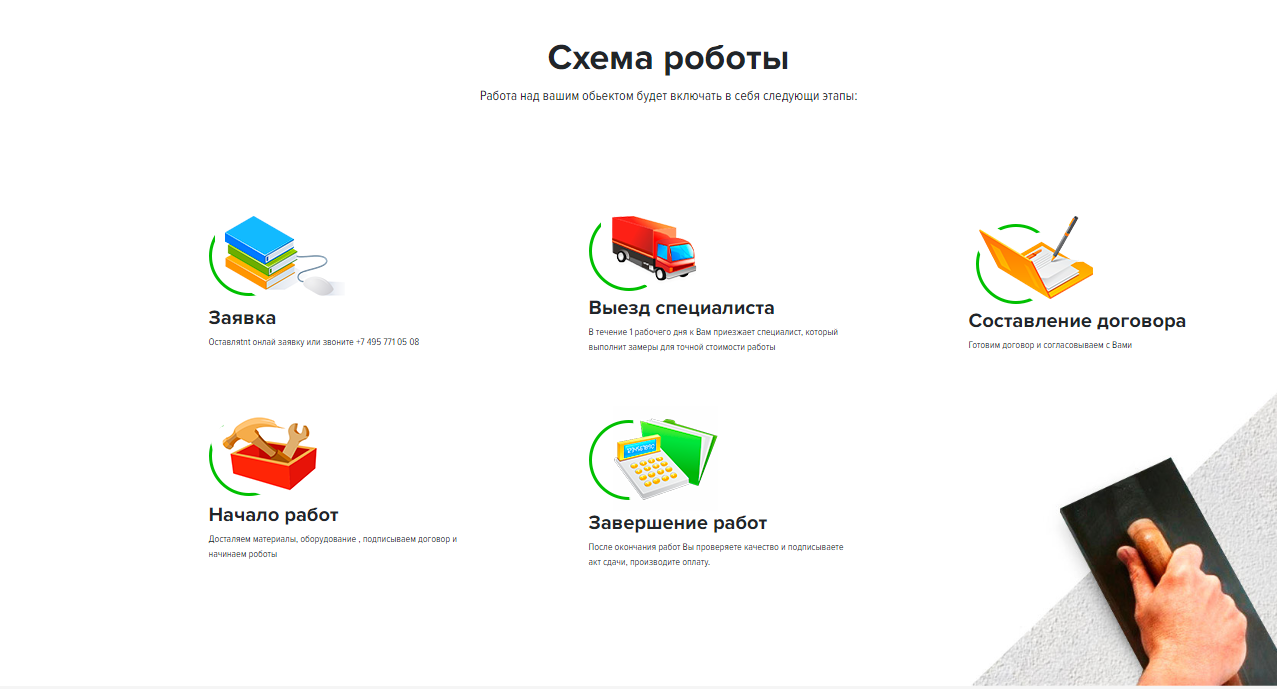 Схема роботы
Работа над вашим обьектом будет включать в себя следующи этапы:
Заявка
Оставляtnt онлай заявку или звоните +7 495 771 05 08
Выезд специалиста
В течение 1 рабочего дня к Вам приезжает специалист, который
выполнит замеры для точной стоимости работы
Составление договора
Готовим договор и согласовываем с Вами
Начало работ
Досталяем материалы, оборудование , подписываем договор и
начинаем роботы
Завершение работ
После окончания работ Вы проверяете качество и подписываете
акт сдачи, производите оплату.